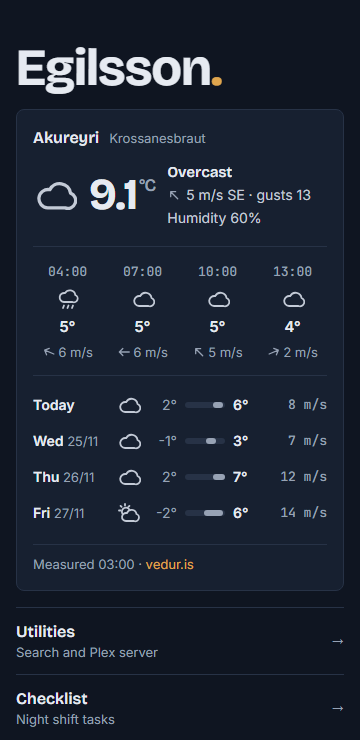 Egilsson.
Akureyri Krossanesbraut
9.1°C
Overcast
↖ 5 m/s SE · gusts 13
Humidity 60%
04:00 07:00 10:00 13:00
5° 5° 5° 4°
↖ 6 m/s ← 6 m/s ↖ 5 m/s ↗ 2 m/s
Today 2° 6° 8 m/s
Wed 25/11 -1° 3° 7 m/s
Thu 26/11 2° 7° 12 m/s
Fri 27/11 -2° 6° 14 m/s
Measured 03:00 · vedur.is
Utilities →
Search and Plex server
Checklist →
Night shift tasks